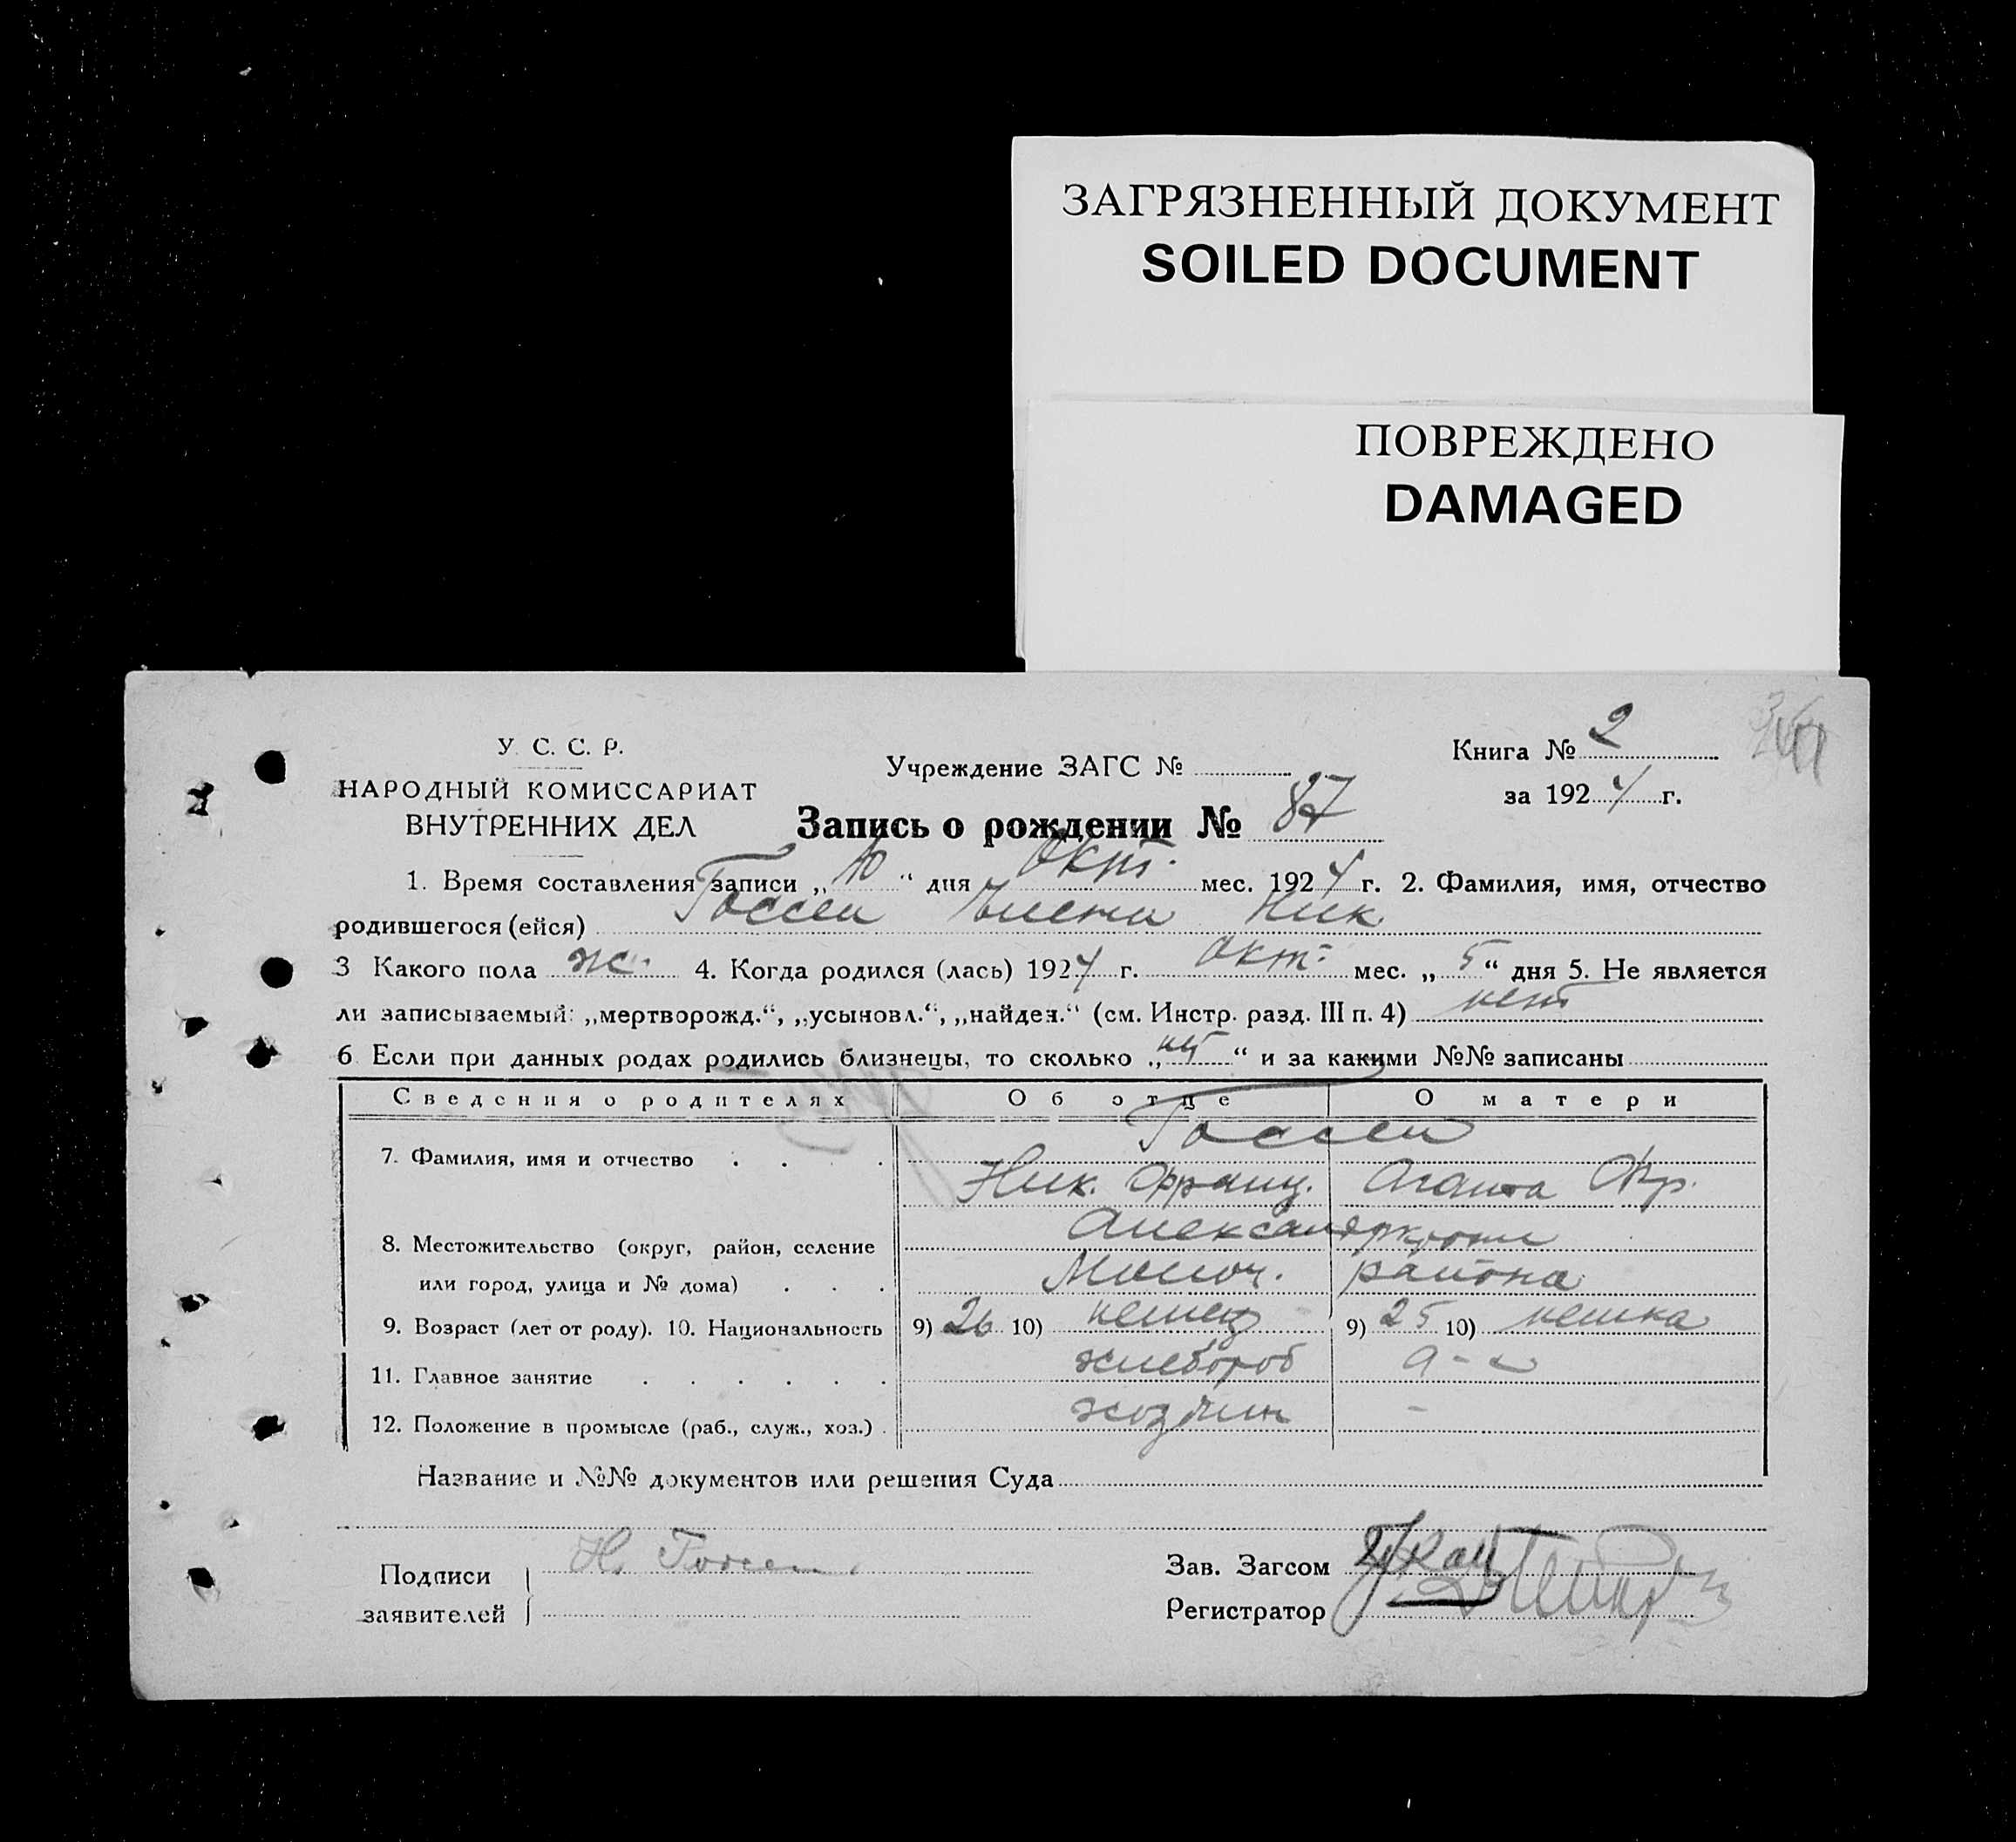 ЗАГРЯЗНЕННЫЙ ДОКУМЕНТ
SOILED DOCUMENT
ПОВРЕЖДЕНО
DAMAGED
У. С. С. Р.
НАРОДНЫЙ КОМИССАРИАТ
ВНУТРЕННИХ ДЕЛ
Учреждение ЗАГС №
Книга № 2
за 1924 г.
Запись о рождении № 87
1. Время составления записи „10“ дня окт. мес. 1924 г. 2. Фамилия, имя, отчество
родившегося (ейся) Госсен Ник
3 Какого пола ж. 4. Когда родился (лась) 1924 г. окт. мес. „5“ дня 5. Не является
ли записываемый: „мертворожд.“, „усыновл.“, „найден.“ (см. Инстр. разд. III п. 4) нет
6 Если при данных родах родились близнецы, то сколько „нет“ и за какими №№ записаны
Сведения о родителях Об отце О матери
Госсен
7. Фамилия, имя и отчество
Ник. Франц. Аганта Фр.
8. Местожительство (округ, район, селение
или город, улица и № дома) Молоч. района
9. Возраст (лет от роду). 10. Национальность 9) 26 10) немец 9) 25 10) немка
11. Главное занятие хлебороб
12. Положение в промысле (раб., служ., хоз.) хозяин -
Название и №№ документов или решения Суда
Подписи Н. Госсен
заявителей
Зав. Загсом
Регистратор